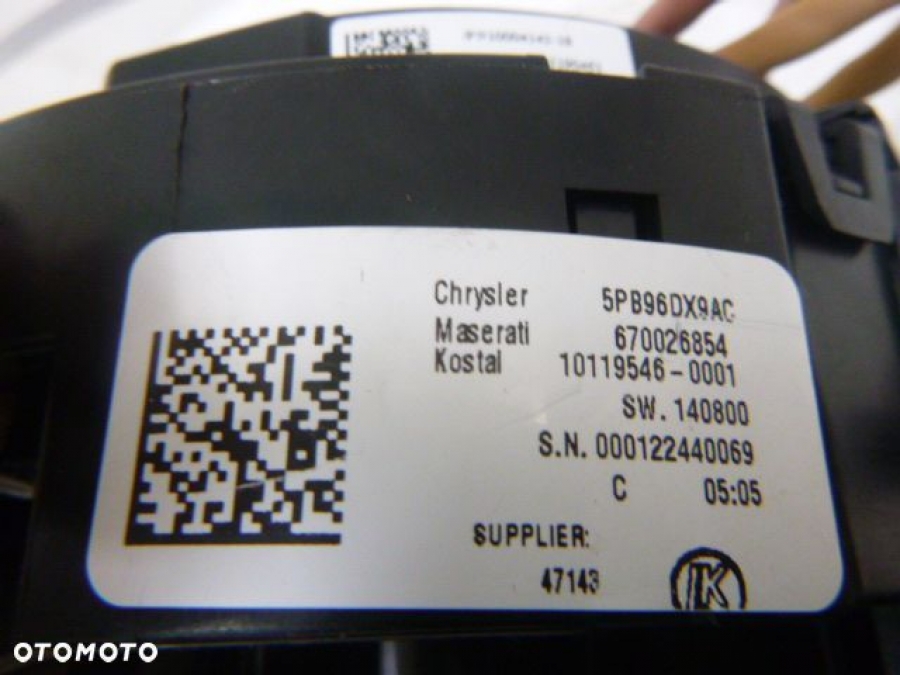 Chrysler 5PB96DX9AC
Maserati 670026854
Kostal 10119546-0001
SW. 140800
S.N. 000122440069
C 05:05
SUPPLIER:
47143
K
OTOMOTO